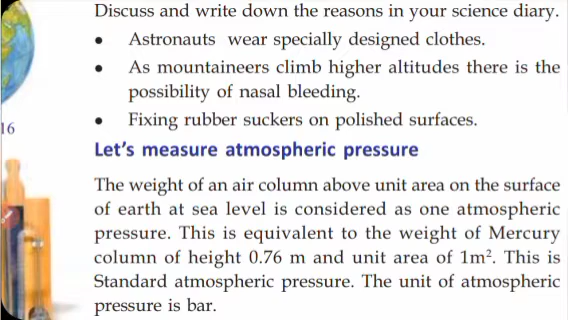 Discuss and write down the reasons in your science diary.
• Astronauts wear specially designed clothes.
• As mountaineers climb higher altitudes there is the
possibility of nasal bleeding.
16
• Fixing rubber suckers on polished surfaces.
Let's measure atmospheric pressure
The weight of an air column above unit area on the surface
of earth at sea level is considered as one atmospheric
pressure. This is equivalent to the weight of Mercury
column of height 0.76 m and unit area of 1m². This is
Standard atmospheric pressure. The unit of atmospheric
pressure is bar.